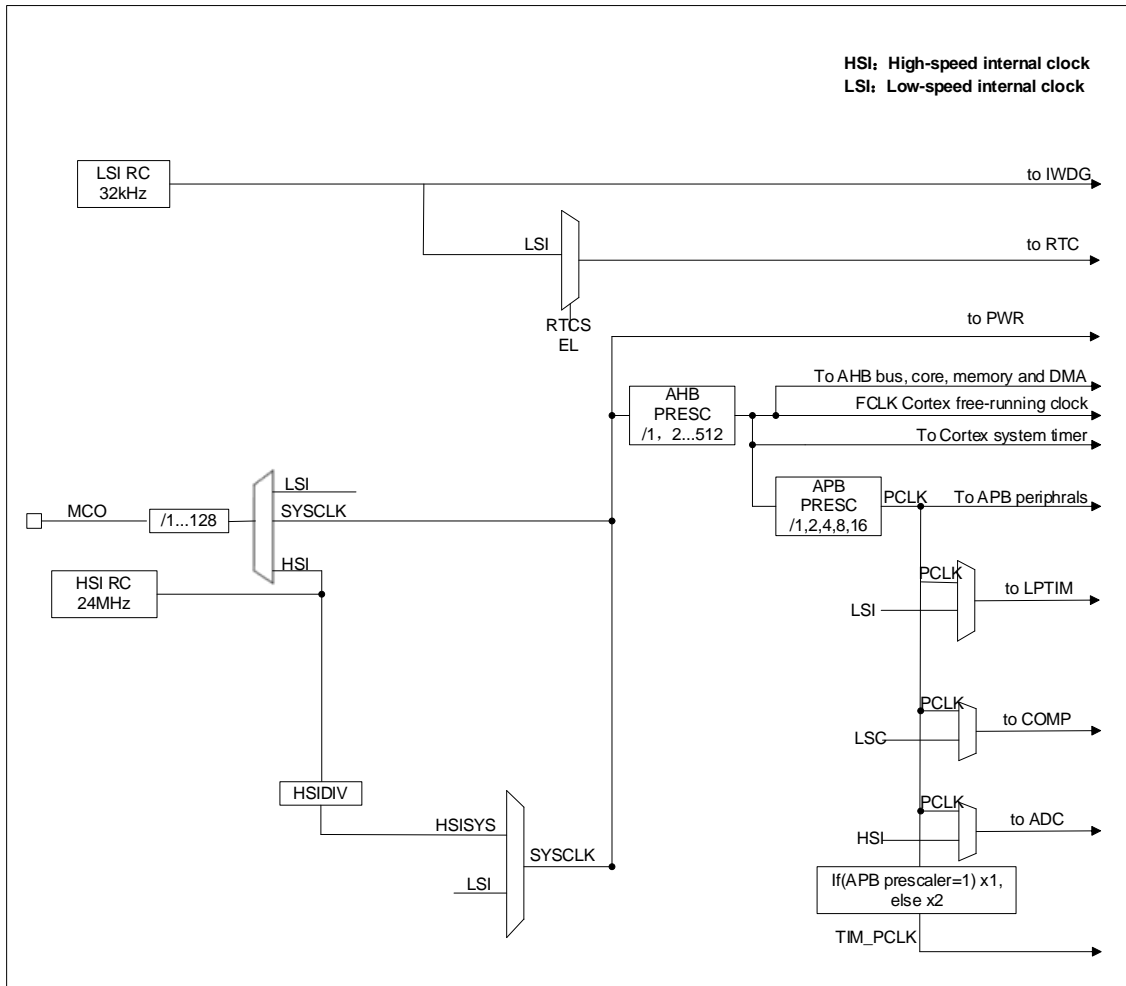 HSI：High-speed internal clock
LSI：Low-speed internal clock
LSI RC
32kHz
to IWDG
LSI
to RTC
RTCS
EL
to PWR
To AHB bus, core, memory and DMA
AHB
PRESC
/1，2...512
FCLK Cortex free-running clock
To Cortex system timer
LSI
APB
PRESC
/1,2,4,8,16
PCLK
To APB periphrals
MCO
/1...128
SYSCLK
HSI
HSI RC
24MHz
PCLK
to LPTIM
LSI
PCLK
to COMP
LSC
HSIDIV
PCLK
to ADC
HSISYS
HSI
SYSCLK
LSI
If(APB prescaler=1) x1,
else x2
TIM_PCLK